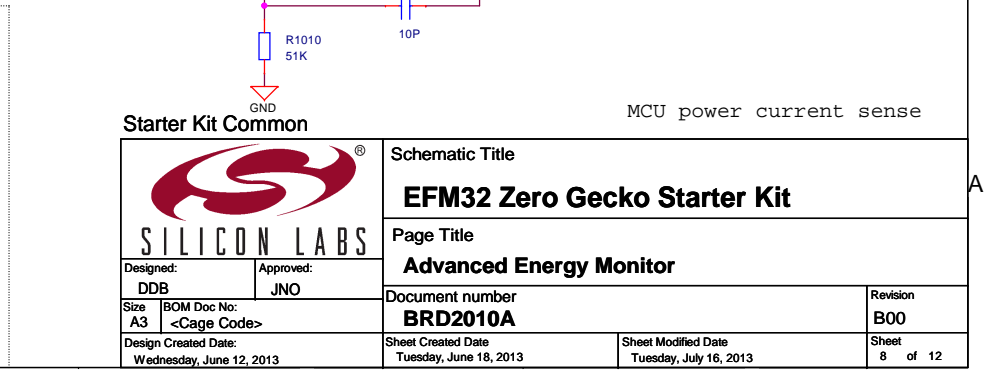 R1010
51K
10P
GND
MCU power current sense
Starter Kit Common
®
SILICON LABS
Schematic Title
EFM32 Zero Gecko Starter Kit
A
Page Title
Advanced Energy Monitor
Designed:
DDB
Approved:
JNO
Size
A3
BOM Doc No:
<Cage Code>
Document number
BRD2010A
Revision
B00
Design Created Date:
Wednesday, June 12, 2013
Sheet Created Date
Tuesday, June 18, 2013
Sheet Modified Date
Tuesday, July 16, 2013
Sheet
8 of 12